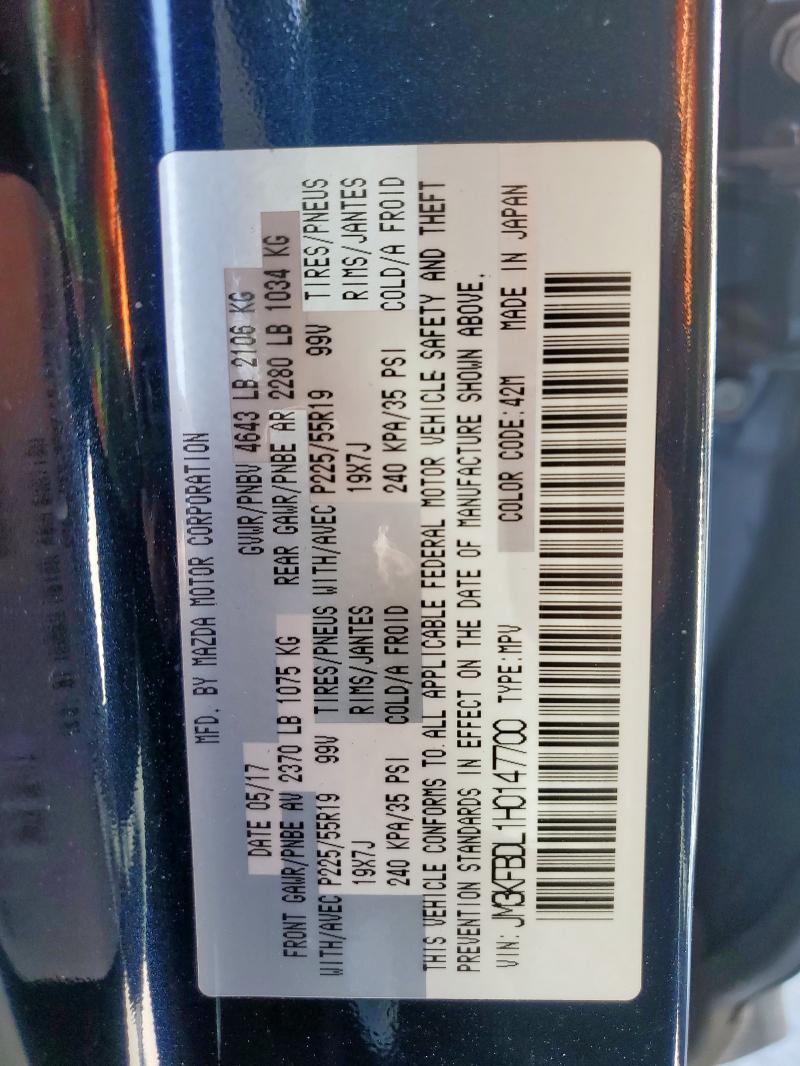 MFD. BY MAZDA MOTOR CORPORATION
DATE 05/17 GVWR/PNBV 4643 LB 2106 KG
FRONT GAWR/PNBE AV 2370 LB 1075 KG REAR GAWR/PNBE AR 2280 LB 1034 KG
WITH/AVEC P225/55R19 99V TIRES/PNEUS WITH/AVEC P225/55R19 99V TIRES/PNEUS
19X7J RIMS/JANTES 19X7J RIMS/JANTES
240 KPA/35 PSI COLD/A FROID 240 KPA/35 PSI COLD/A FROID
THIS VEHICLE CONFORMS TO ALL APPLICABLE FEDERAL MOTOR VEHICLE SAFETY AND THEFT
PREVENTION STANDARDS IN EFFECT ON THE DATE OF MANUFACTURE SHOWN ABOVE.
VIN: JM3KFBDL1H0147700 TYPE:MPV COLOR CODE:42M MADE IN JAPAN